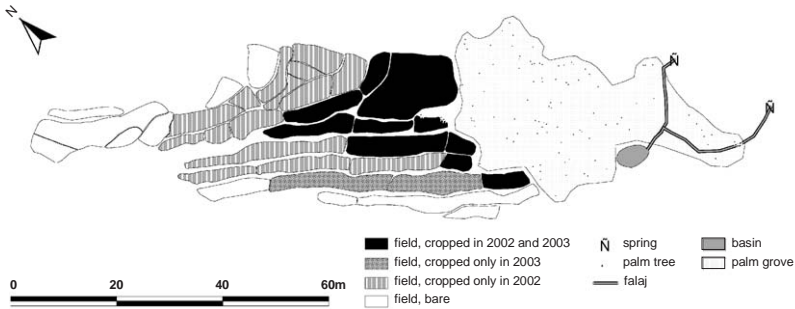 N
Ñ
Ñ
field, cropped in 2002 and 2003
field, cropped only in 2003
field, cropped only in 2002
field, bare
Ñ spring
palm tree
falaj
basin
palm grove
0 20 40 60m